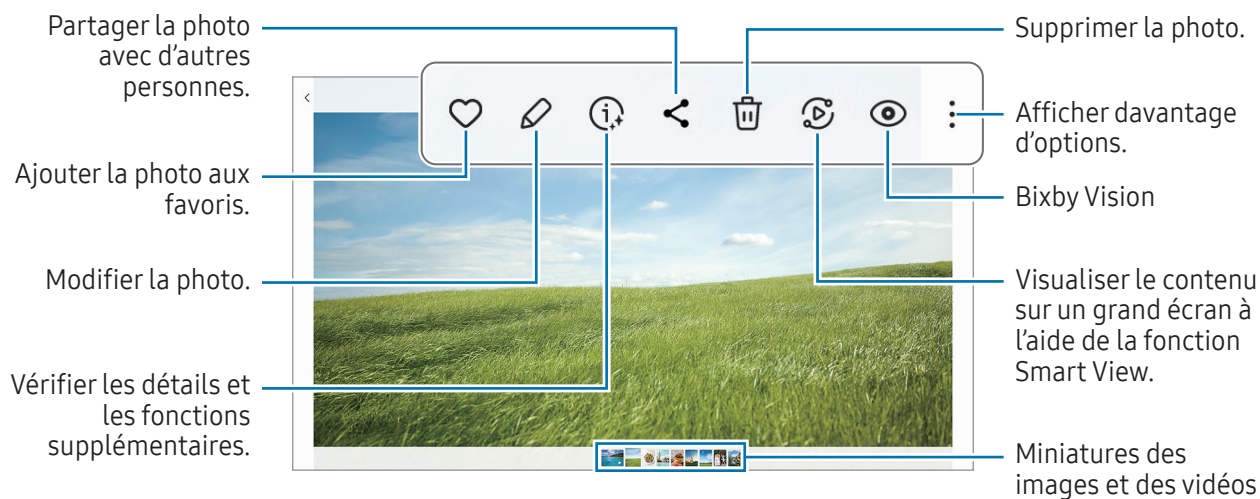 Partager la photo
avec d'autres
personnes.
Ajouter la photo aux
favoris.
Modifier la photo.
Vérifier les détails et
les fonctions
supplémentaires.
Supprimer la photo.
Afficher davantage
d'options.
Bixby Vision
Visualiser le contenu
sur un grand écran à
l'aide de la fonction
Smart View.
Miniatures des
images et des vidéos